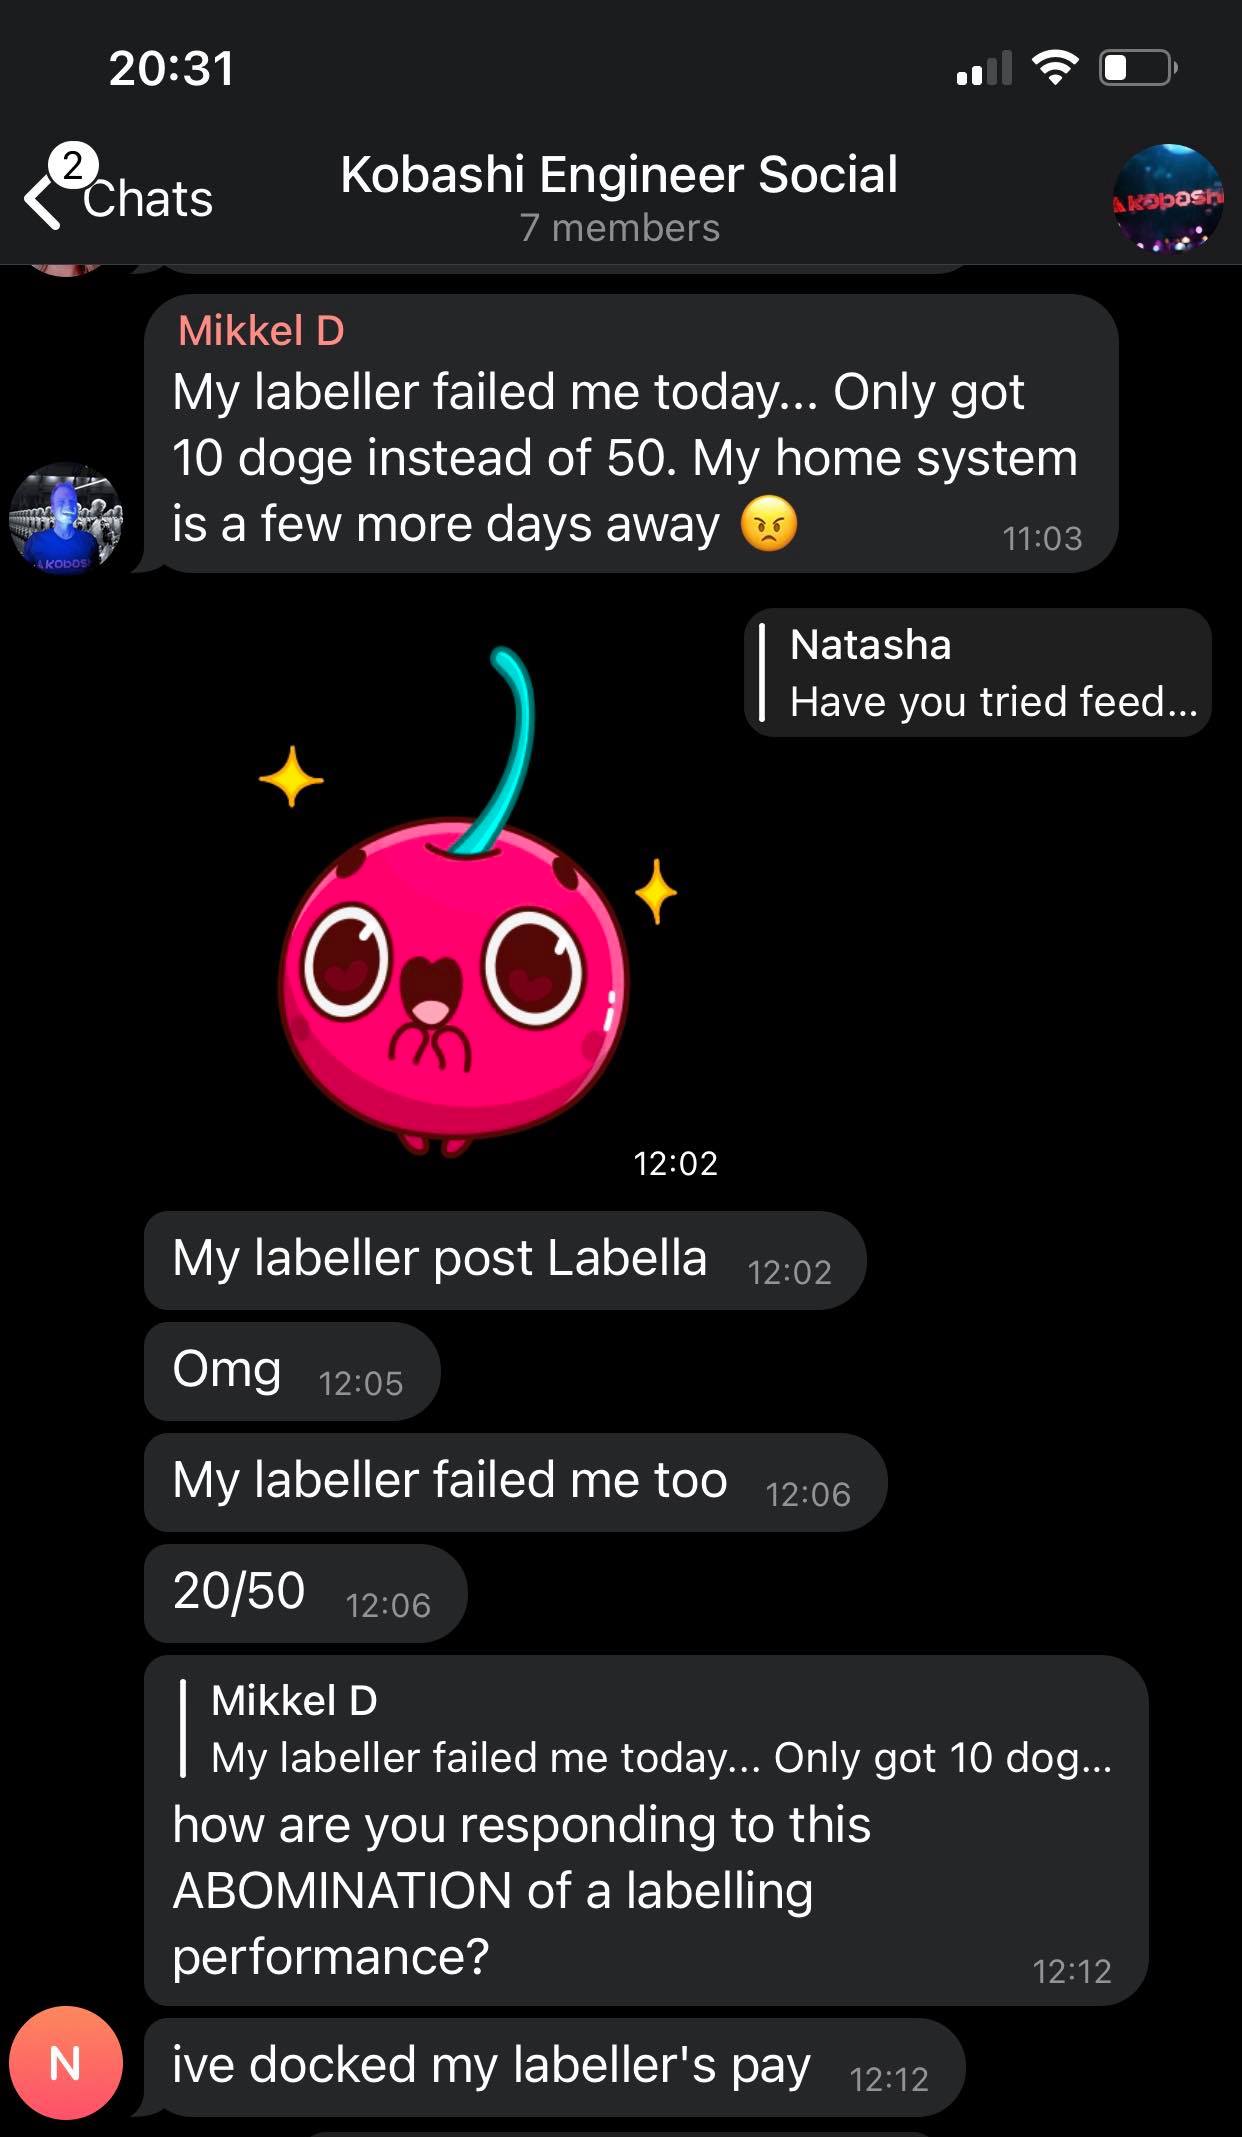 20:31
2
Chats
Kobashi Engineer Social
7 members
Kobashi
Mikkel D
My labeller failed me today... Only got
10 doge instead of 50. My home system
is a few more days away 😠
11:03
Natasha
Have you tried feed...
12:02
My labeller post Labella 12:02
Omg 12:05
My labeller failed me too 12:06
20/50 12:06
Mikkel D
My labeller failed me today... Only got 10 dog...
how are you responding to this
ABOMINATION of a labelling
performance?
12:12
N
ive docked my labeller's pay 12:12